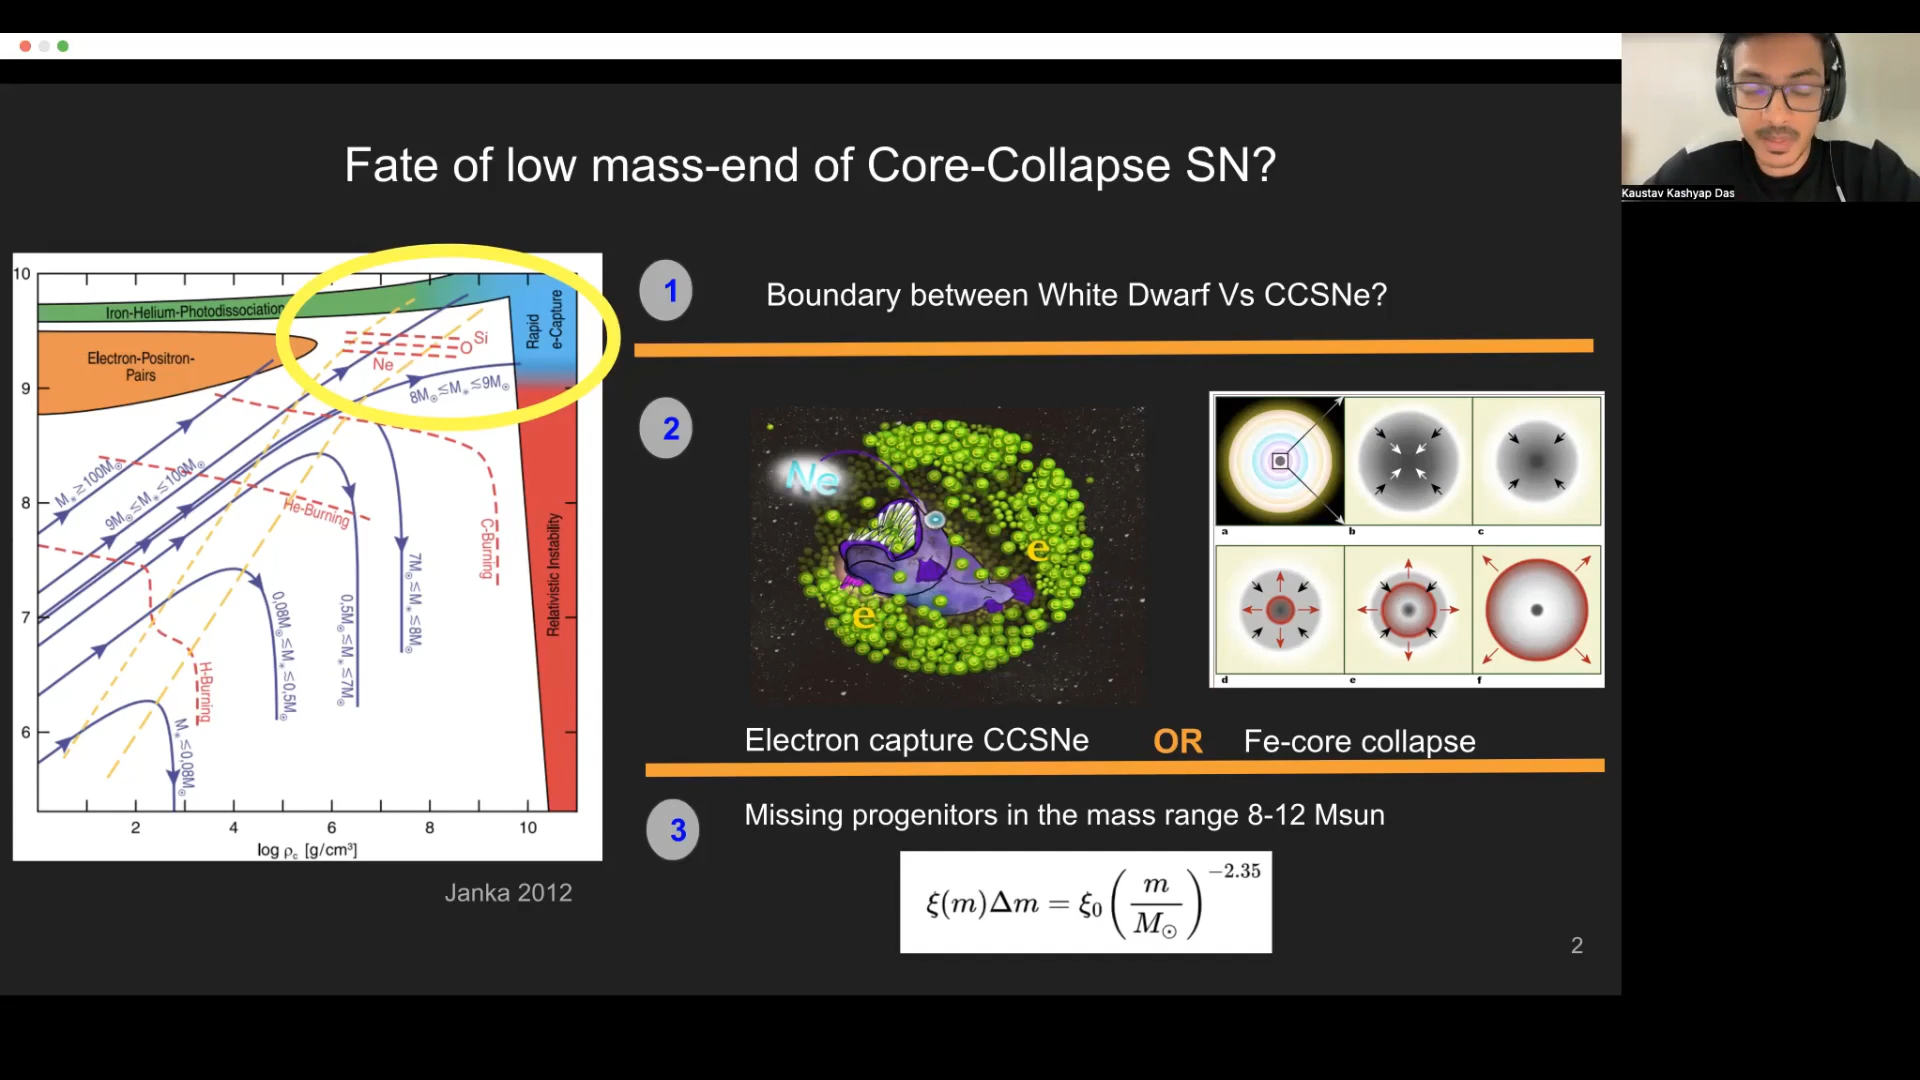 Kaustav Kashyap Das
Fate of low mass-end of Core-Collapse SN?
10
9
8
7
6
2
4
6
8
10
log ρc [g/cm³]
Iron-Helium-Photodissociation
Electron-Positron-
Pairs
Rapid
e-Capture
Relativistic Instability
Si
O
Ne
8M⊙≤M*≤9M⊙
M*≥100M⊙
9M⊙≤M*≤100M⊙
He-Burning
C-Burning
H-Burning
7M⊙≤M*≤8M⊙
0,5M⊙≤M*≤7M⊙
0,08M⊙≤M*≤0,5M⊙
M*≤0,08M⊙
Janka 2012
1
Boundary between White Dwarf Vs CCSNe?
2
Ne
e
e
a
b
c
d
e
f
Electron capture CCSNe OR Fe-core collapse
3
Missing progenitors in the mass range 8-12 Msun
ξ(m)Δm = ξ₀ (m/M⊙)^−2.35
2